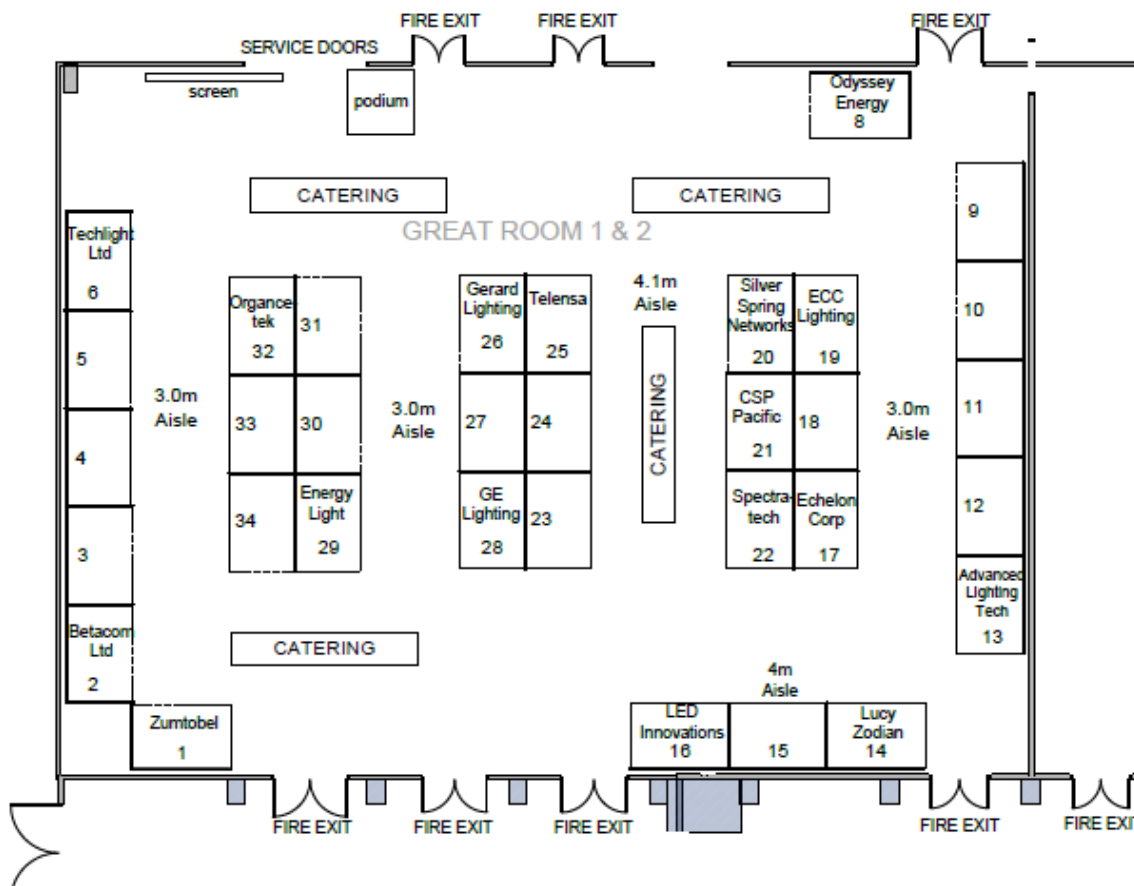 FIRE EXIT
FIRE EXIT
FIRE EXIT
SERVICE DOORS
screen
podium
Odyssey
Energy
8
CATERING
CATERING
GREAT ROOM 1 & 2
Techlight
Ltd
6
5
4
3
Betacom
Ltd
2
Zumtobel
1
3.0m
Aisle
Organce-
tek
32
31
33
30
34
Energy
Light
29
3.0m
Aisle
Gerard
Lighting
26
Telensa
25
27
24
GE
Lighting
28
23
4.1m
Aisle
CATERING
Silver
Spring
Networks
20
ECC
Lighting
19
CSP
Pacific
21
18
Spectra-
tech
22
Echelon
Corp
17
3.0m
Aisle
9
10
11
12
Advanced
Lighting
Tech
13
CATERING
4m
Aisle
LED
Innovations
16
15
Lucy
Zodian
14
FIRE EXIT
FIRE EXIT
FIRE EXIT
FIRE EXIT
FIRE EXIT